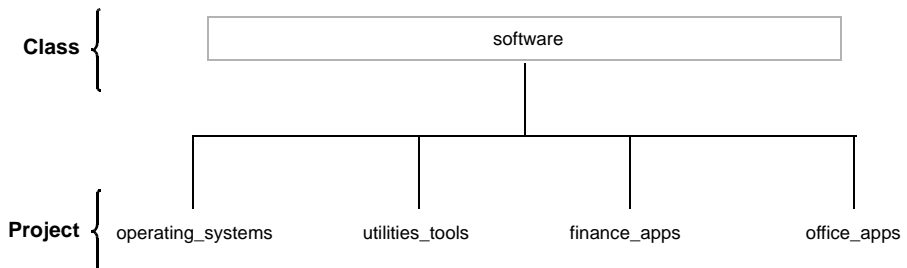 Class
software
Project
operating_systems
utilities_tools
finance_apps
office_apps